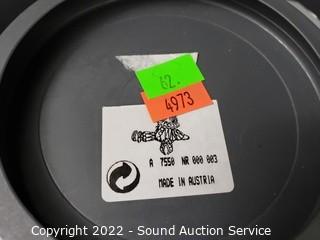 62.
4973
A 7550 NR 000 003
MADE IN AUSTRIA
Copyright 2022 - Sound Auction Service